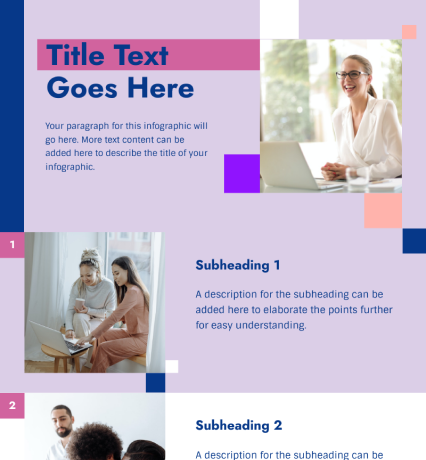 Title Text
Goes Here
Your paragraph for this infographic will
go here. More text content can be
added here to describe the title of your
infographic.
1
Subheading 1
A description for the subheading can be
added here to elaborate the points further
for easy understanding.
2
Subheading 2
A description for the subheading can be